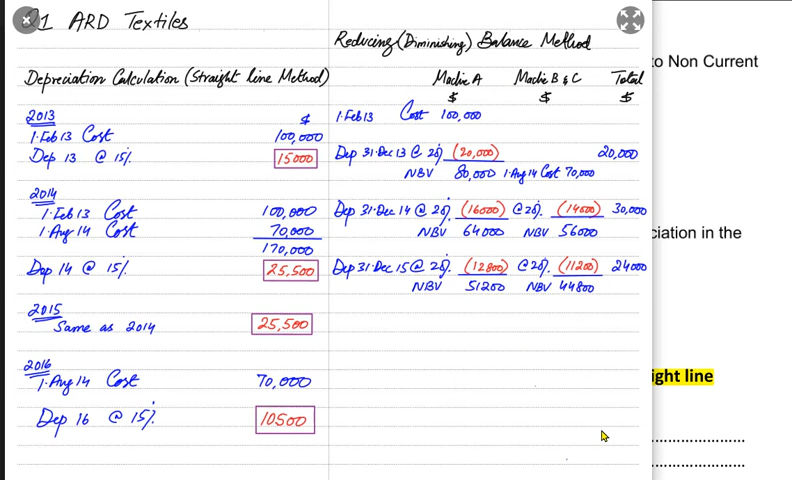 Q1 ARD Textiles
Depreciation Calculation (Straight line Method)
2013
$
1·Feb 13 Cost 100,000
Dep 13 @ 15% 15000
2014
1·Feb 13 Cost 100,000
1·Aug 14 Cost 70,000
170,000
Dep 14 @ 15% 25,500
2015
Same as 2014 25,500
2016
1·Aug 14 Cost 70,000
Dep 16 @ 15% 10500
Reducing (Diminishing) Balance Method
Machie A Machie B & C Total
$ $ $
1 Feb 13 Cost 100,000
Dep 31·Dec 13 @ 20% (20,000) 20,000
NBV 80,000 1·Aug 14 Cost 70,000
Dep 31·Dec 14 @ 20% (16000) @ 20% (14000) 30,000
NBV 64000 NBV 56000
Dep 31·Dec 15 @ 20% (12800) @ 20% (11200) 24000
NBV 51200 NBV 44800
to Non Current
ciation in the
ight line
.....................
.....................